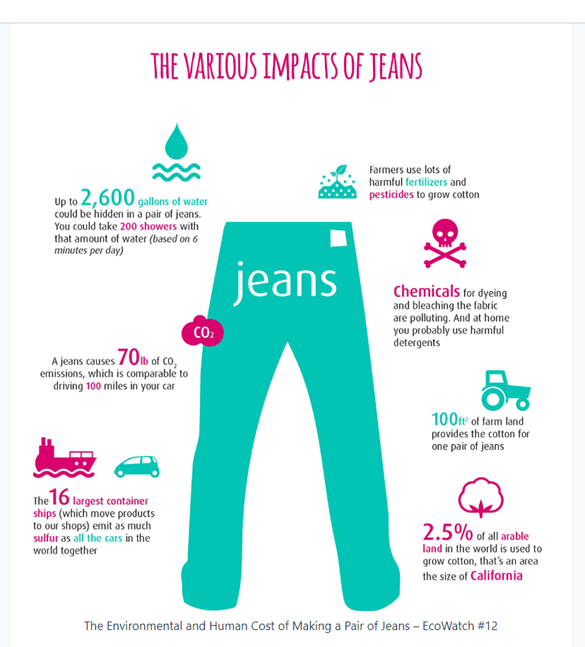 THE VARIOUS IMPACTS OF JEANS
Up to 2,600 gallons of water
could be hidden in a pair of jeans.
You could take 200 showers with
that amount of water (based on 6
minutes per day)
Farmers use lots of
harmful fertilizers and
pesticides to grow cotton
jeans
Chemicals for dyeing
and bleaching the fabric
are polluting. And at home
you probably use harmful
detergents
CO₂
A jeans causes 70lb of CO₂
emissions, which is comparable to
driving 100 miles in your car
100ft² of farm land
provides the cotton for
one pair of jeans
The 16 largest container
ships (which move products
to our shops) emit as much
sulfur as all the cars in the
world together
2.5% of all arable
land in the world is used to
grow cotton, that's an area
the size of California
The Environmental and Human Cost of Making a Pair of Jeans – EcoWatch #12